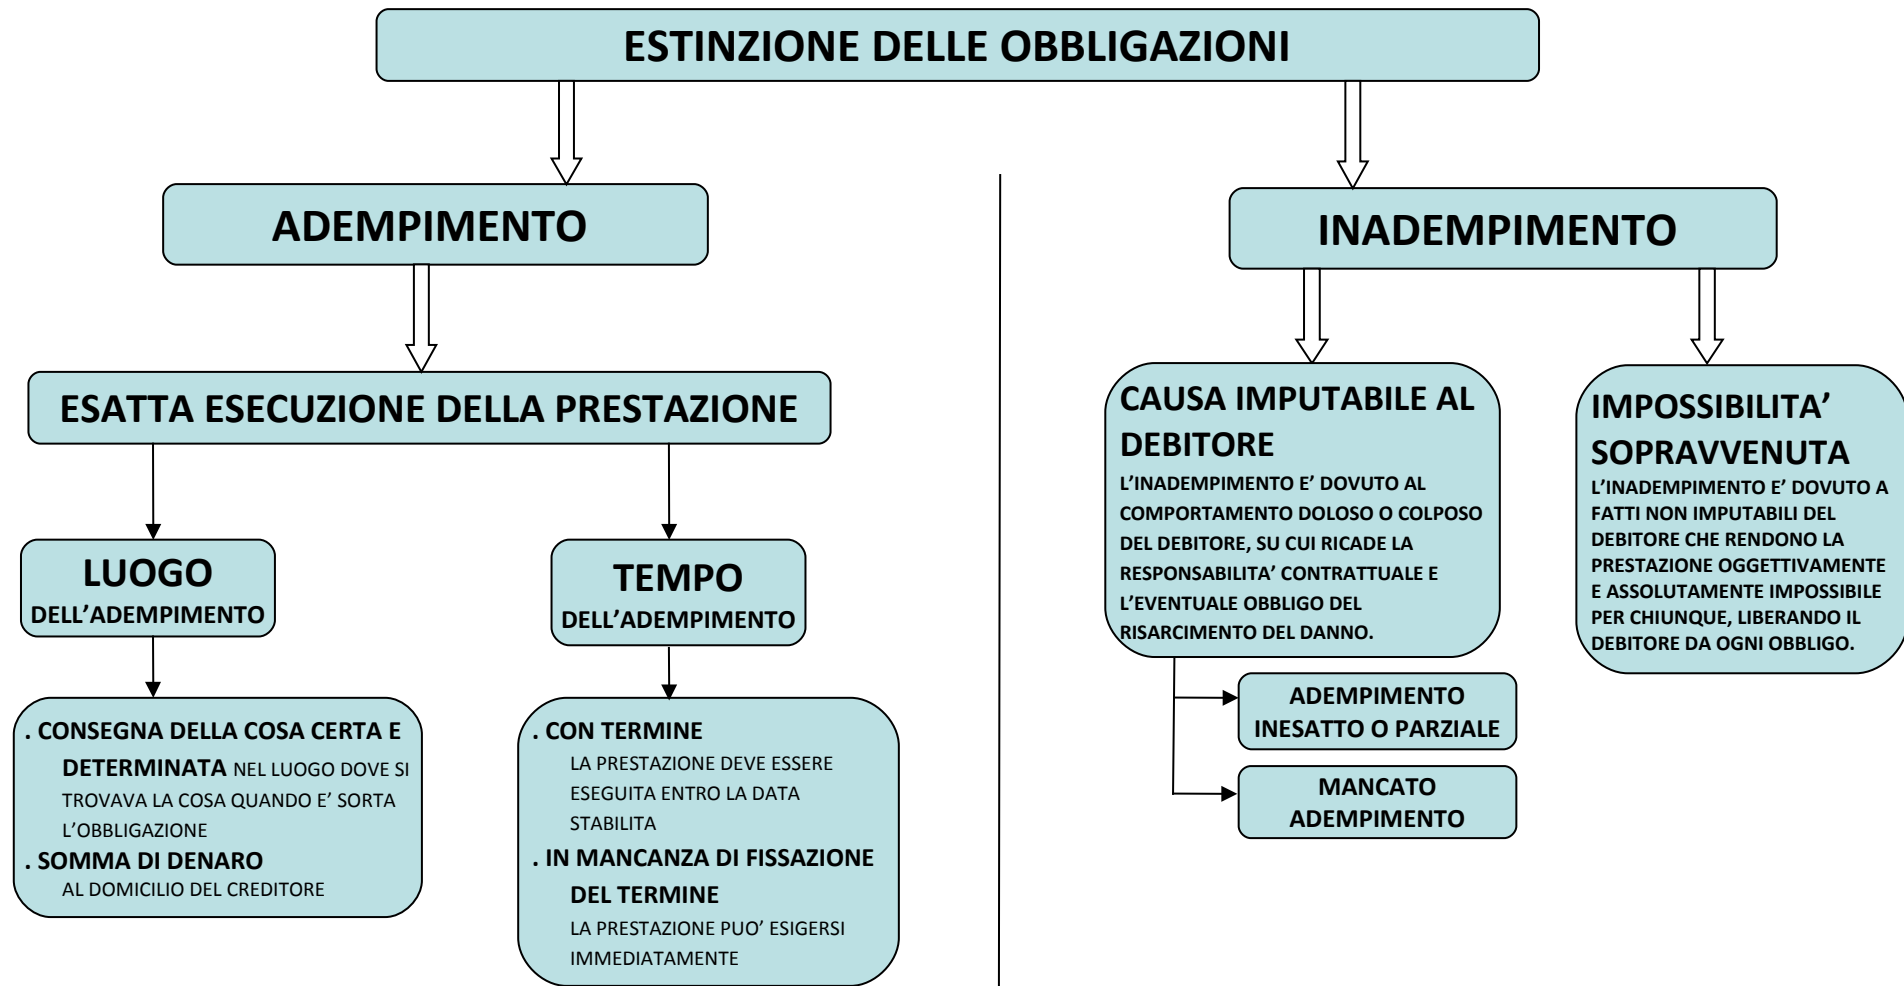 ESTINZIONE DELLE OBBLIGAZIONI
ADEMPIMENTO
ESATTA ESECUZIONE DELLA PRESTAZIONE
LUOGO
DELL’ADEMPIMENTO
. CONSEGNA DELLA COSA CERTA E
DETERMINATA NEL LUOGO DOVE SI
TROVAVA LA COSA QUANDO E’ SORTA
L’OBBLIGAZIONE
. SOMMA DI DENARO
AL DOMICILIO DEL CREDITORE
TEMPO
DELL’ADEMPIMENTO
. CON TERMINE
LA PRESTAZIONE DEVE ESSERE
ESEGUITA ENTRO LA DATA
STABILITA
. IN MANCANZA DI FISSAZIONE
DEL TERMINE
LA PRESTAZIONE PUO’ ESIGERSI
IMMEDIATAMENTE
INADEMPIMENTO
CAUSA IMPUTABILE AL
DEBITORE
L’INADEMPIMENTO E’ DOVUTO AL
COMPORTAMENTO DOLOSO O COLPOSO
DEL DEBITORE, SU CUI RICADE LA
RESPONSABILITA’ CONTRATTUALE E
L’EVENTUALE OBBLIGO DEL
RISARCIMENTO DEL DANNO.
ADEMPIMENTO
INESATTO O PARZIALE
MANCATO
ADEMPIMENTO
IMPOSSIBILITA’
SOPRAVVENUTA
L’INADEMPIMENTO E’ DOVUTO A
FATTI NON IMPUTABILI DEL
DEBITORE CHE RENDONO LA
PRESTAZIONE OGGETTIVAMENTE
E ASSOLUTAMENTE IMPOSSIBILE
PER CHIUNQUE, LIBERANDO IL
DEBITORE DA OGNI OBBLIGO.